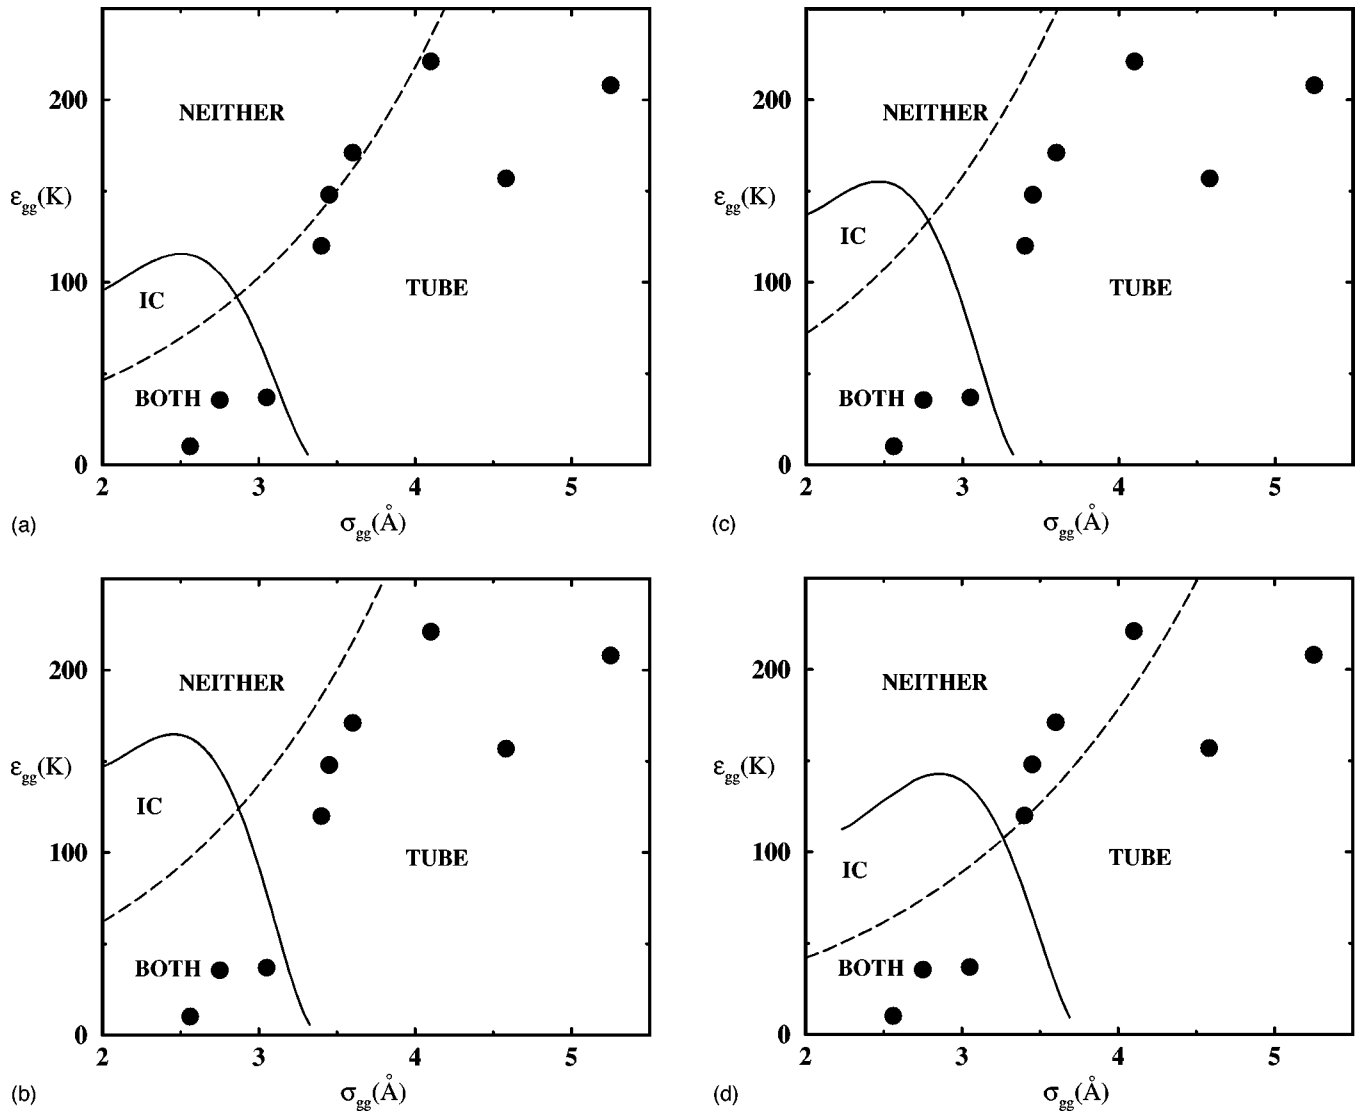 NEITHER
200
ε_gg(K)
IC
100
TUBE
BOTH
0
2
3
4
5
(a)
σ_gg(Å)
NEITHER
200
ε_gg(K)
IC
100
TUBE
BOTH
0
2
3
4
5
(c)
σ_gg(Å)
NEITHER
200
ε_gg(K)
IC
100
TUBE
BOTH
0
2
3
4
5
(b)
σ_gg(Å)
NEITHER
200
ε_gg(K)
IC
100
TUBE
BOTH
0
2
3
4
5
(d)
σ_gg(Å)